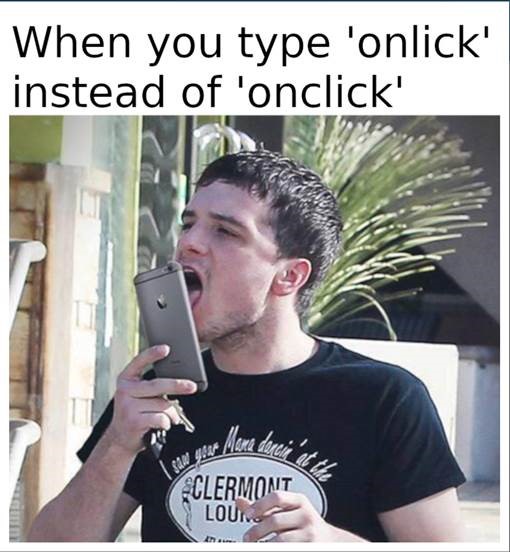 When you type 'onlick'
instead of 'onclick'
I saw your Mama dancin' at the
CLERMONT